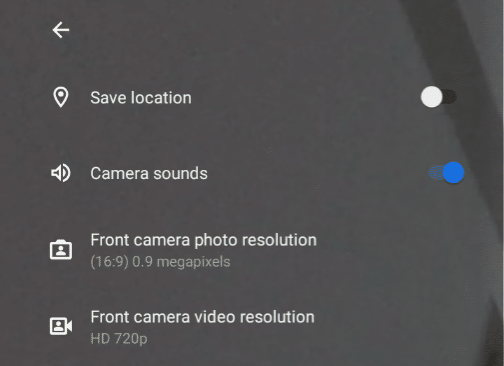 Save location
Camera sounds
Front camera photo resolution
(16:9) 0.9 megapixels
Front camera video resolution
HD 720p